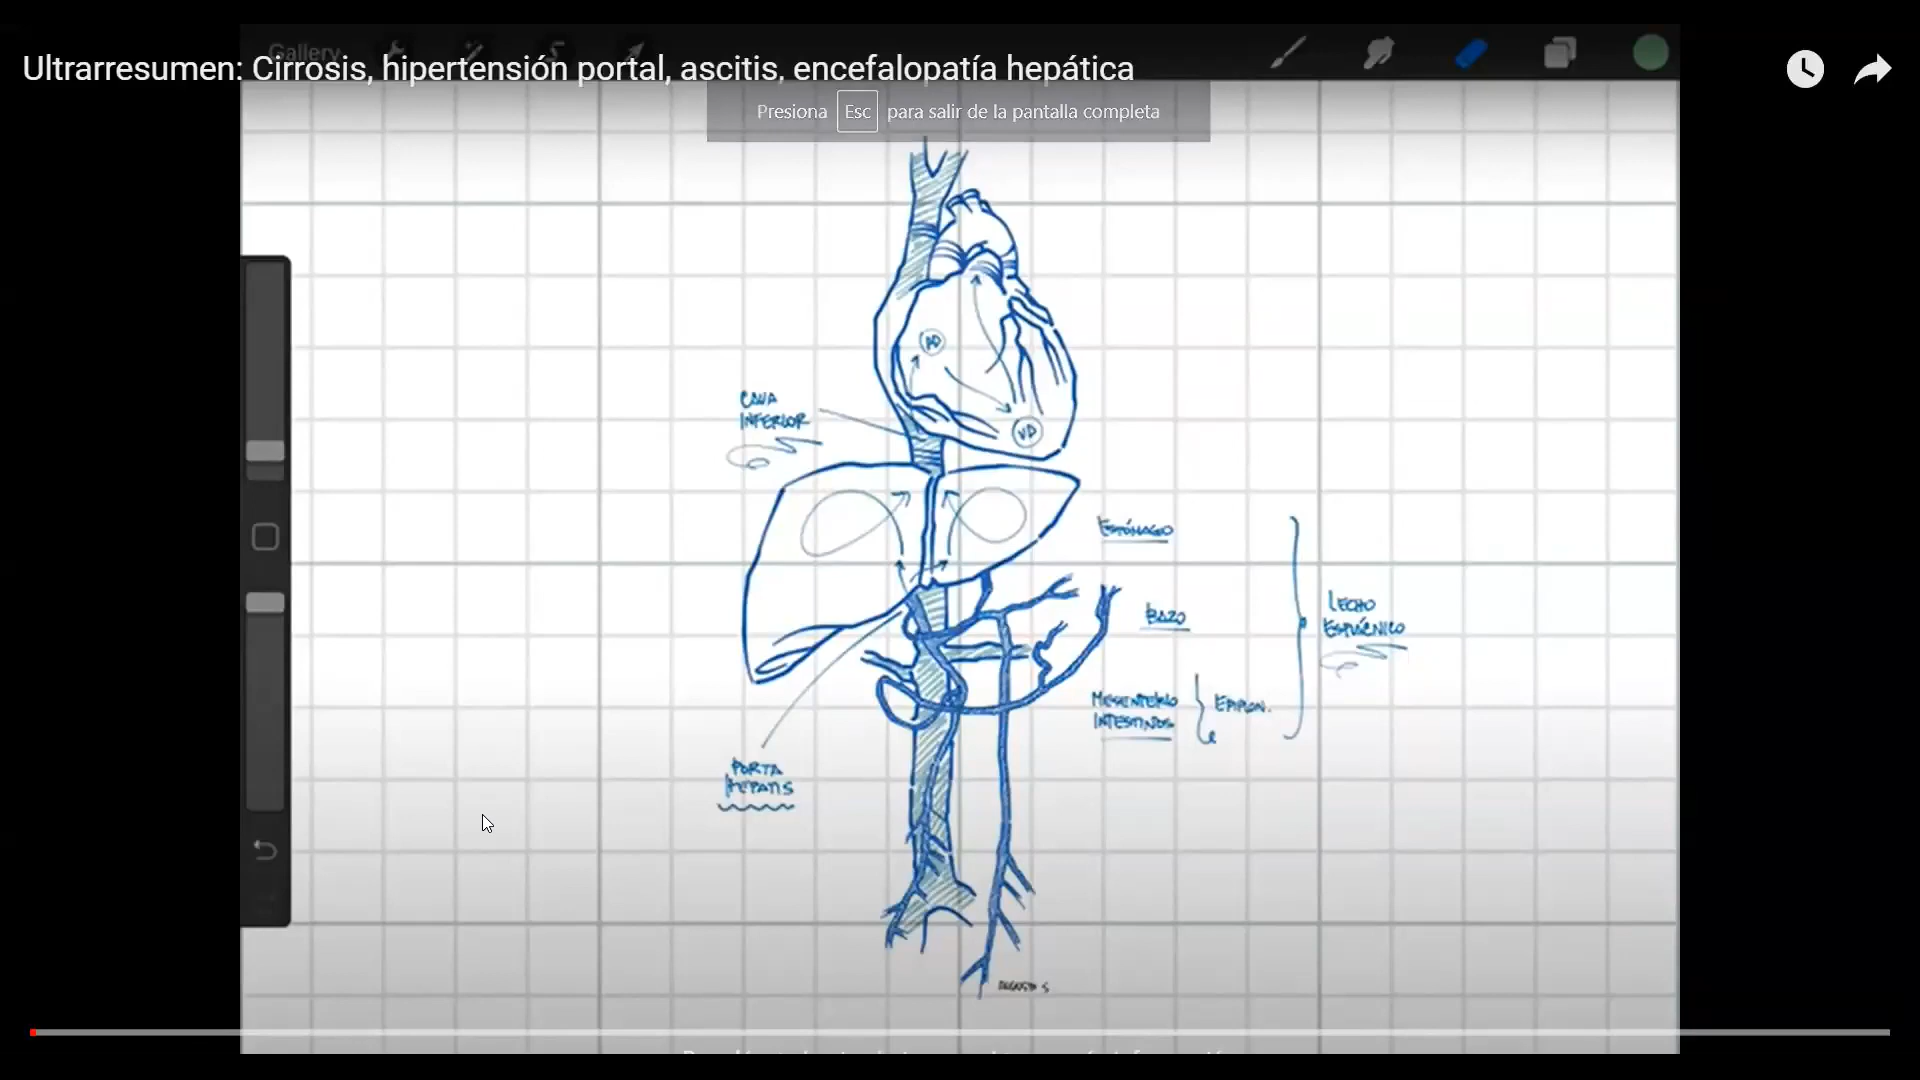 Gallery
Ultrarresumen: Cirrosis, hipertensión portal, ascitis, encefalopatía hepática
Presiona Esc para salir de la pantalla completa
AD
CAVA
INFERIOR
VD
ESTÓMAGO
BAZO
LECHO
ESPLÁCNICO
MESENTERIO
INTESTINOS
EPIPLON.
PORTA
HEPATIS
AUGUSTO S